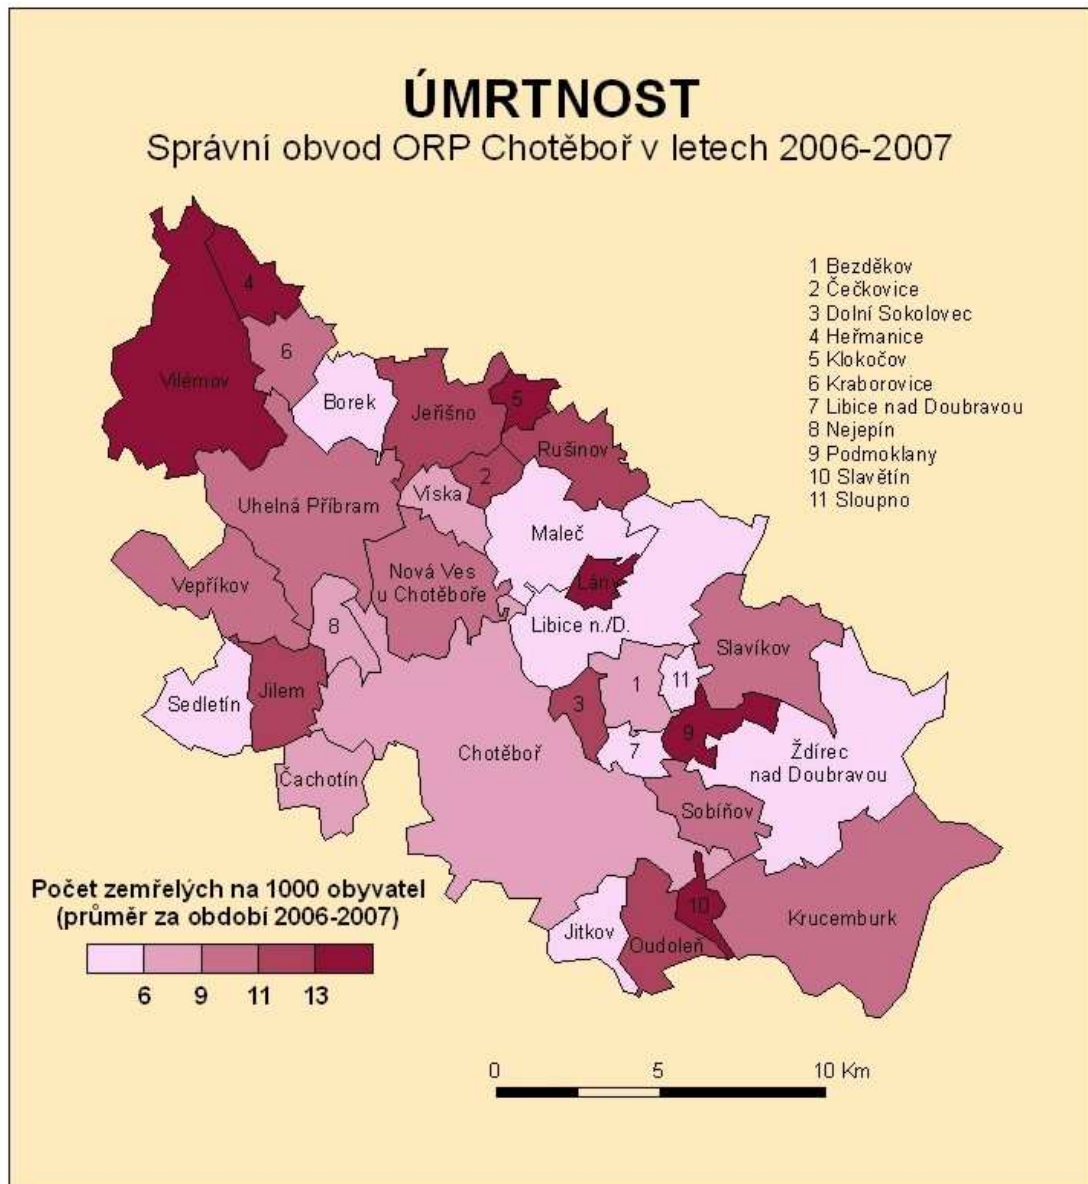 ÚMRTNOST
Správní obvod ORP Chotěboř v letech 2006-2007
1 Bezděkov
2 Čečkovice
3 Dolní Sokolovec
4 Heřmanice
5 Klokočov
6 Kraborovice
7 Libice nad Doubravou
8 Nejepín
9 Podmoklany
10 Slavětín
11 Sloupno
4
Vilémov
6
Borek
Jeřišno
5
Rušinov
2
Víska
Uhelná Příbram
Maleč
Lány
Vepříkov
Nová Ves
u Chotěboře
8
Libice n./D.
Slavíkov
Sedletín
Jilem
3
1
11
9
7
Chotěboř
Ždírec
nad Doubravou
Čachotín
Sobíňov
10
Krucemburk
Jitkov
Oudoleň
Počet zemřelých na 1000 obyvatel
(průměr za období 2006-2007)
6 9 11 13
0 5 10 Km